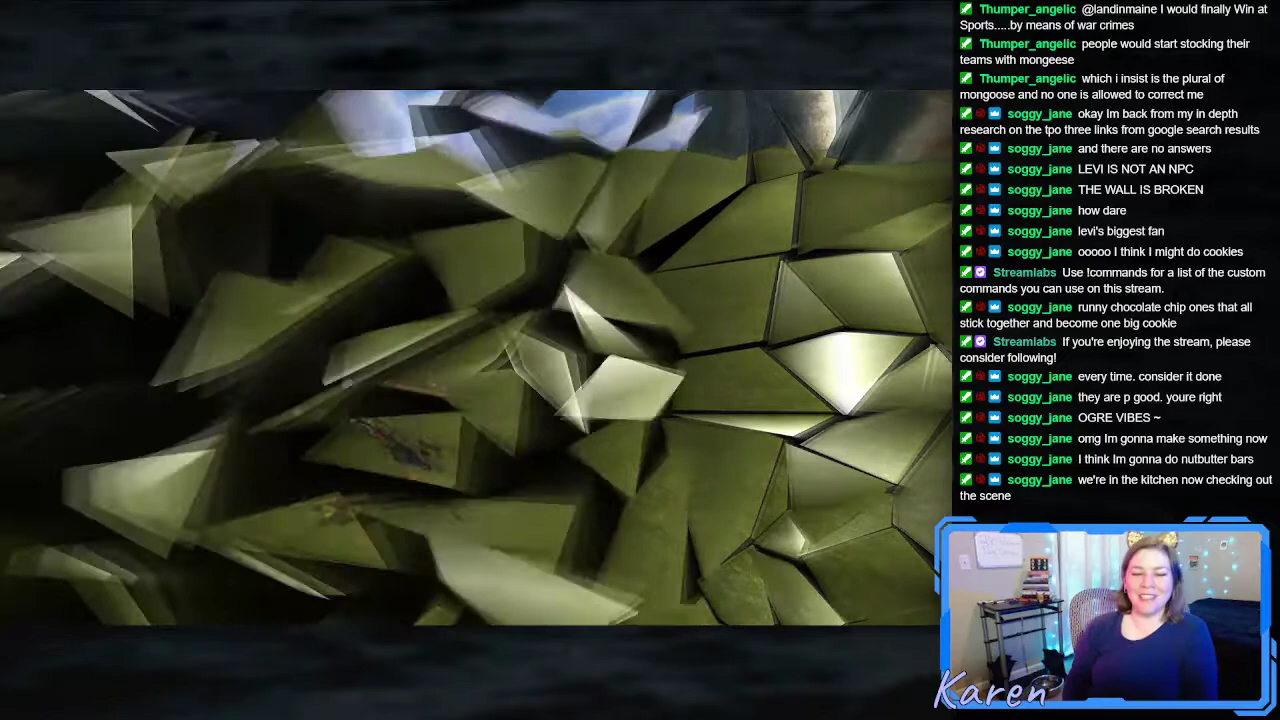 Thumper_angelic @landinmaine I would finally Win at
Sports.....by means of war crimes
Thumper_angelic people would start stocking their
teams with mongeese
Thumper_angelic which i insist is the plural of
mongoose and no one is allowed to correct me
soggy_jane okay Im back from my in depth
research on the tpo three links from google search results
soggy_jane and there are no answers
soggy_jane LEVI IS NOT AN NPC
soggy_jane THE WALL IS BROKEN
soggy_jane how dare
soggy_jane levi's biggest fan
soggy_jane ooooo I think I might do cookies
Streamlabs Use !commands for a list of the custom
commands you can use on this stream.
soggy_jane runny chocolate chip ones that all
stick together and become one big cookie
Streamlabs If you're enjoying the stream, please
consider following!
soggy_jane every time. consider it done
soggy_jane they are p good. youre right
soggy_jane OGRE VIBES ~
soggy_jane omg Im gonna make something now
soggy_jane I think Im gonna do nutbutter bars
soggy_jane we're in the kitchen now checking out
the scene
Karen